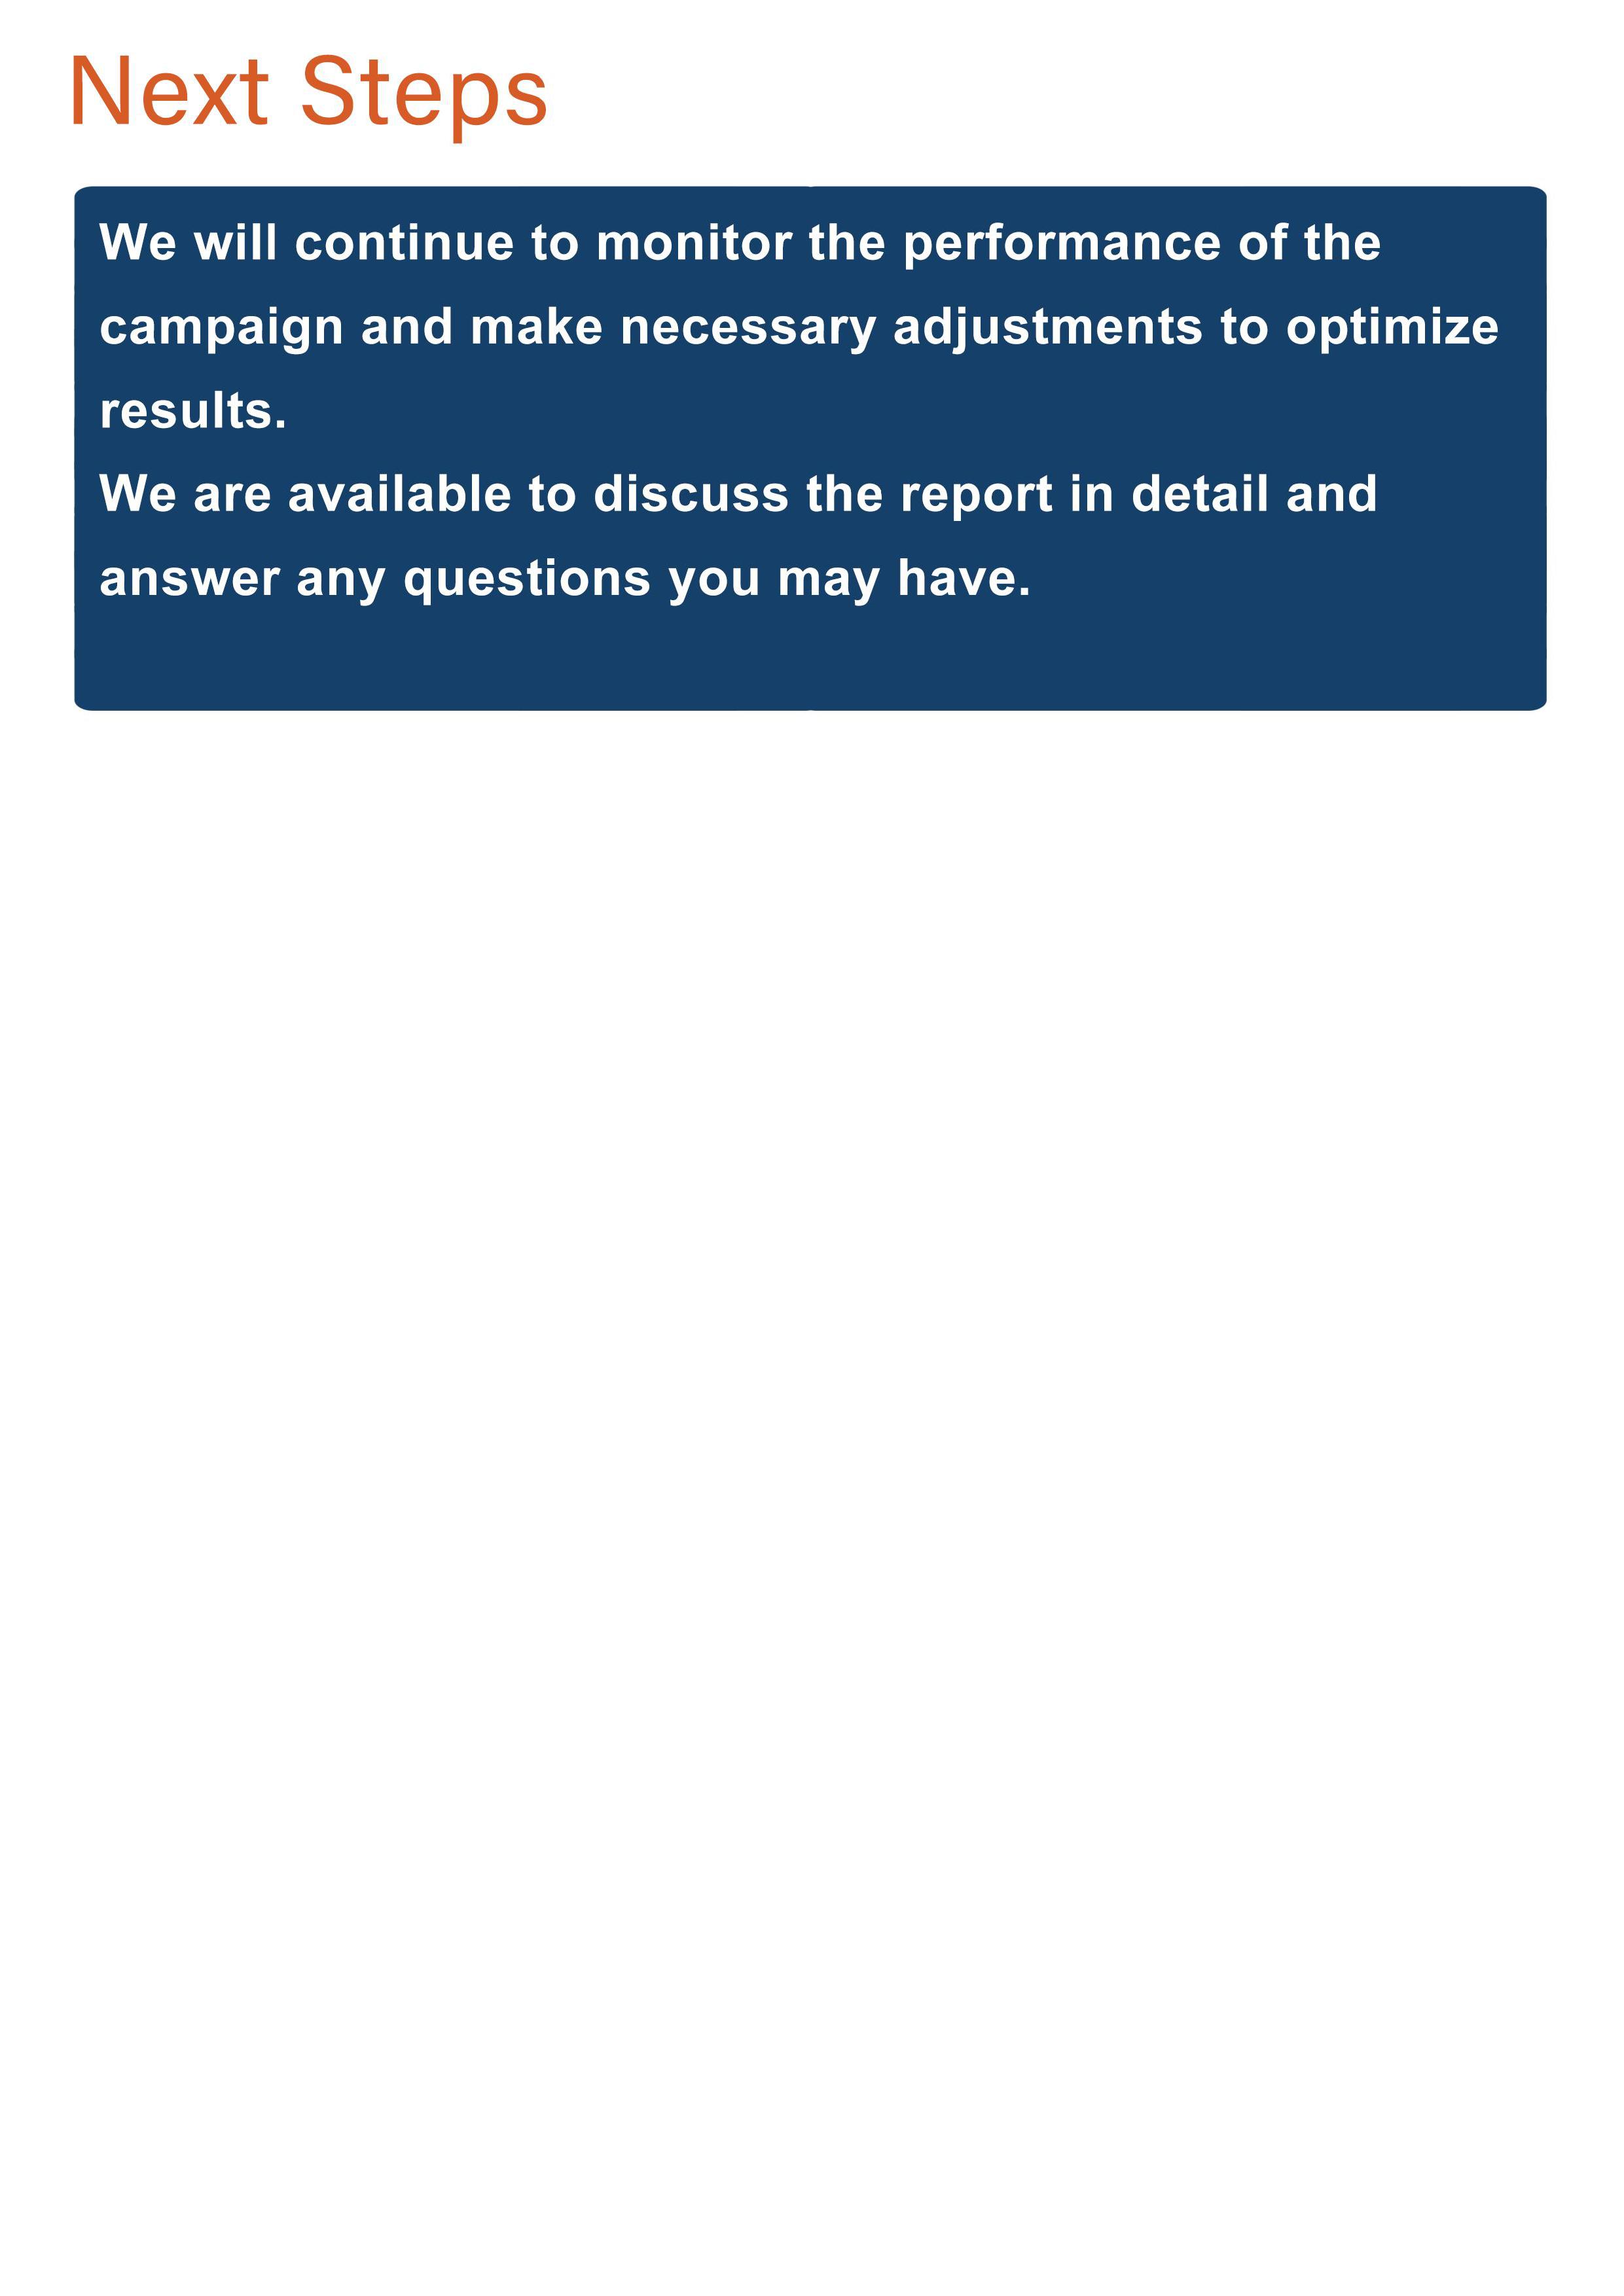 Next Steps
We will continue to monitor the performance of the
campaign and make necessary adjustments to optimize
results.
We are available to discuss the report in detail and
answer any questions you may have.